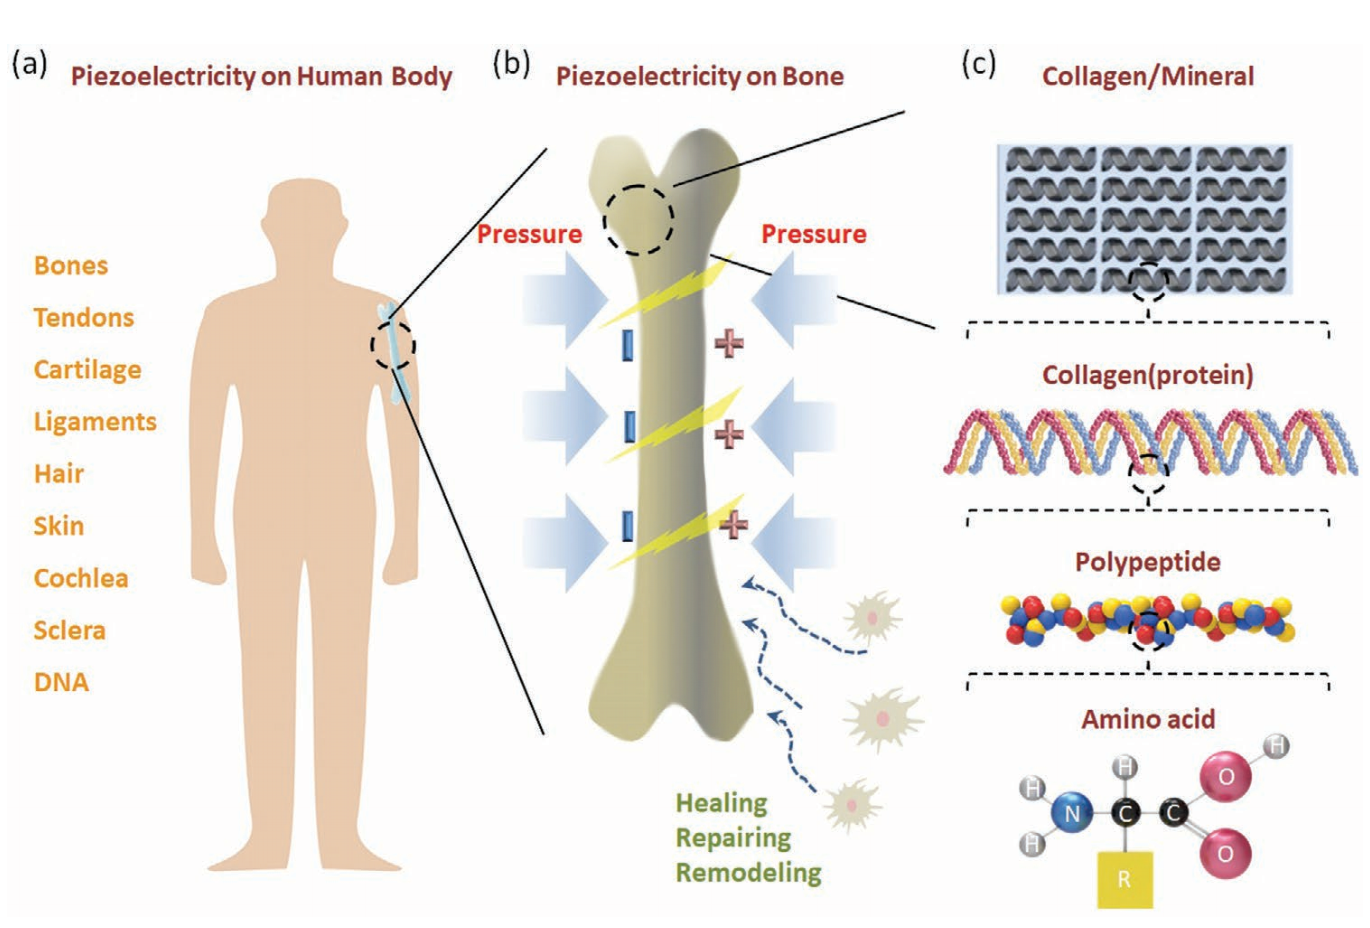 (a)
Piezoelectricity on Human Body
Bones
Tendons
Cartilage
Ligaments
Hair
Skin
Cochlea
Sclera
DNA
(b)
Piezoelectricity on Bone
Pressure
Pressure
+
+
+
Healing
Repairing
Remodeling
(c)
Collagen/Mineral
Collagen(protein)
Polypeptide
Amino acid
H
H
H
O
N
C
C
H
O
R